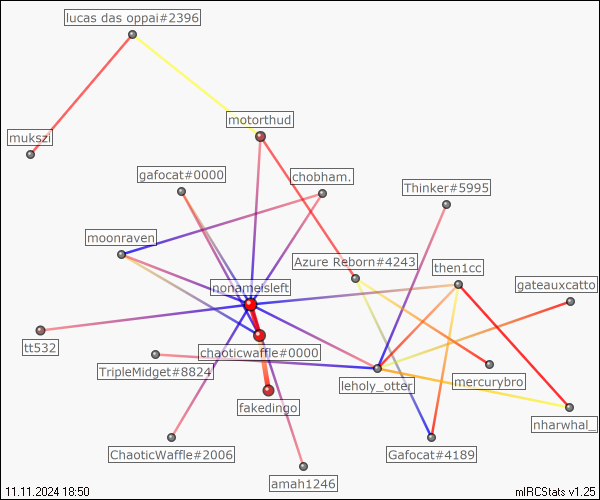 lucas das oppai#2396
motorthud
mukszi
gafocat#0000
chobham.
Thinker#5995
moonraven
Azure Reborn#4243
then1cc
nonameisleft
gateauxcatto
tt532
chaoticwaffle#0000
TripleMidget#8824
leholy_otter
mercurybro
fakedingo
nharwhal_
ChaoticWaffle#2006
Gafocat#4189
amah1246
11.11.2024 18:50
mIRCStats v1.25